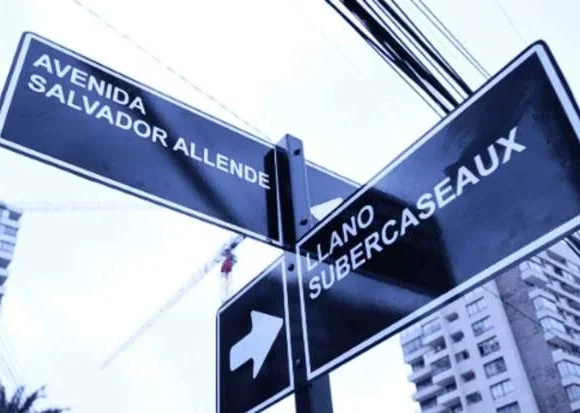 AVENIDA
SALVADOR ALLENDE
LLANO
SUBERCASEAUX